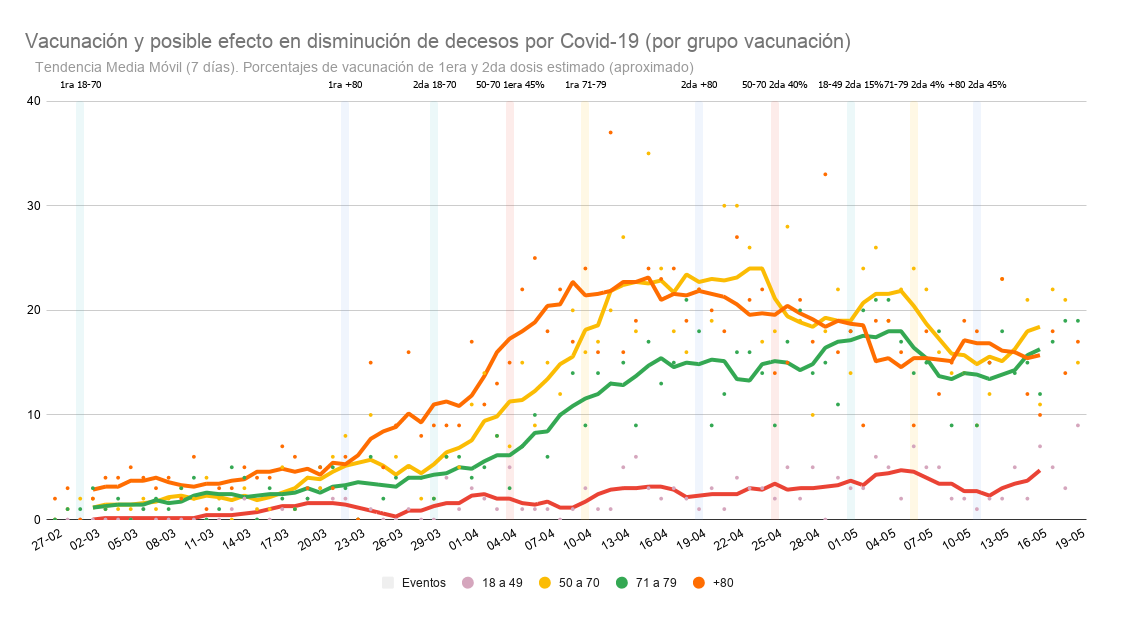 Vacunación y posible efecto en disminución de decesos por Covid-19 (por grupo vacunación)
Tendencia Media Móvil (7 días). Porcentajes de vacunación de 1era y 2da dosis estimado (aproximado)
1ra 18-70 1ra +80 2da 18-70 50-70 1era 45% 1ra 71-79 2da +80 50-70 2da 40% 18-49 2da 15% 71-79 2da 4% +80 2da 45%
40
30
20
10
0
27-02 02-03 05-03 08-03 11-03 14-03 17-03 20-03 23-03 26-03 29-03 01-04 04-04 07-04 10-04 13-04 16-04 19-04 22-04 25-04 28-04 01-05 04-05 07-05 10-05 13-05 16-05 19-05
Eventos 18 a 49 50 a 70 71 a 79 +80